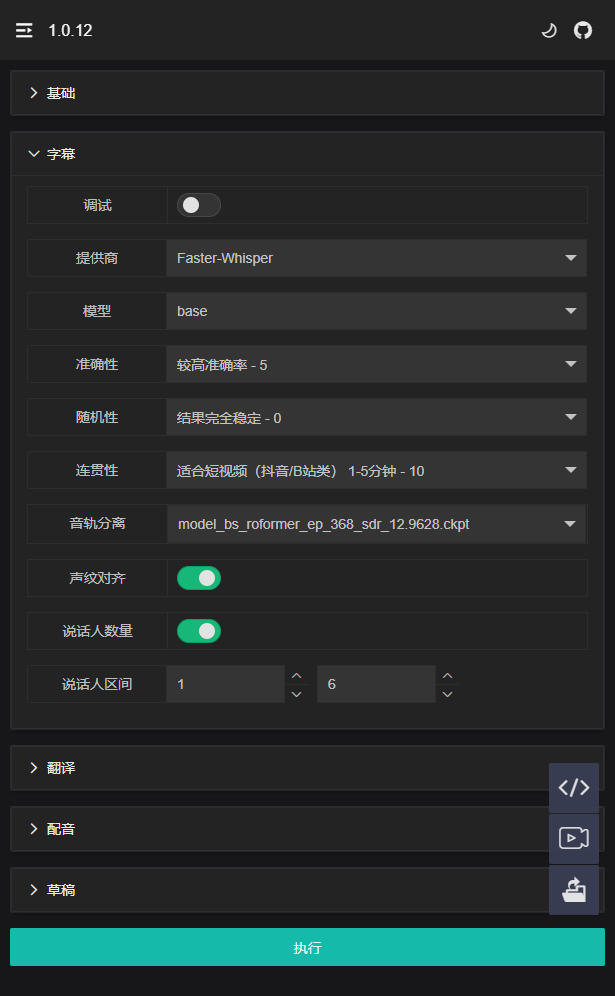 1.0.12
基础
字幕
调试
提供商 Faster-Whisper
模型 base
准确性 较高准确率 - 5
随机性 结果完全稳定 - 0
连贯性 适合短视频（抖音/B站类） 1-5分钟 - 10
音轨分离 model_bs_roformer_ep_368_sdr_12.9628.ckpt
声纹对齐
说话人数量
说话人区间 1 6
翻译
配音
草稿
执行